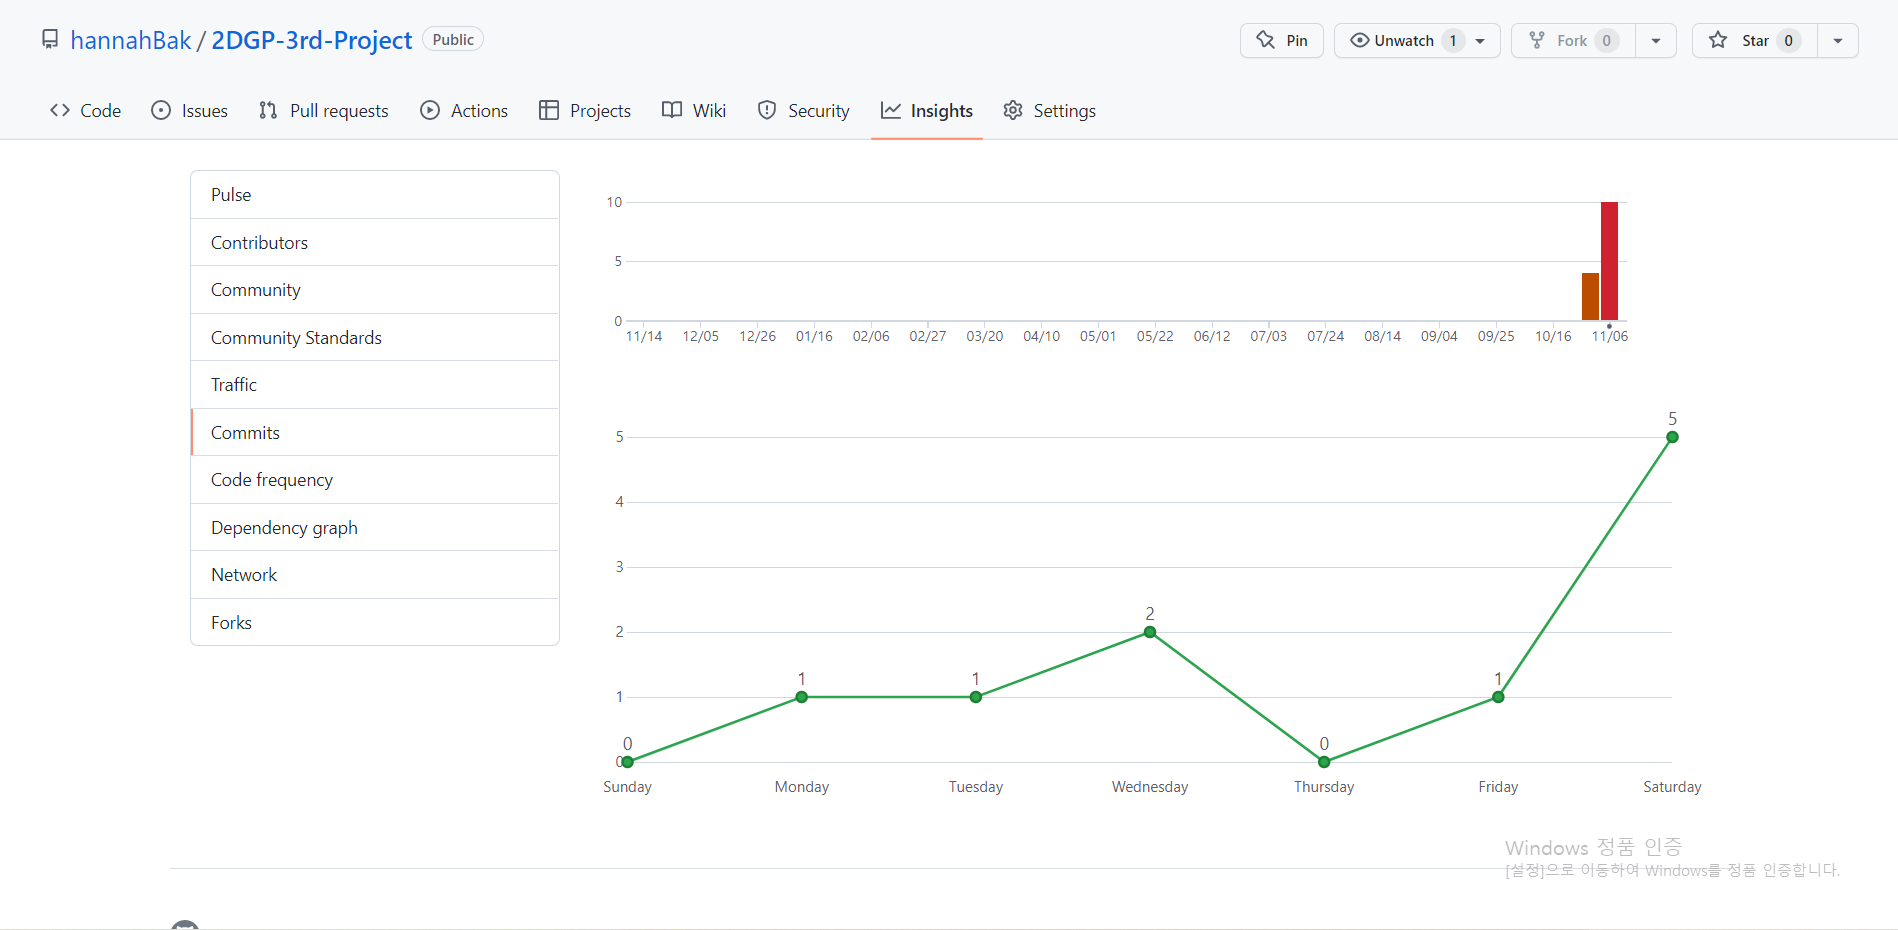 hannahBak / 2DGP-3rd-Project Public
Pin
Unwatch 1
Fork 0
Star 0
Code
Issues
Pull requests
Actions
Projects
Wiki
Security
Insights
Settings
Pulse
Contributors
Community
Community Standards
Traffic
Commits
Code frequency
Dependency graph
Network
Forks
10
5
0
11/14 12/05 12/26 01/16 02/06 02/27 03/20 04/10 05/01 05/22 06/12 07/03 07/24 08/14 09/04 09/25 10/16 11/06
5
5
4
3
2
2
1
1
1
1
0
0
0
Sunday Monday Tuesday Wednesday Thursday Friday Saturday
Windows 정품 인증
[설정]으로 이동하여 Windows를 정품 인증합니다.